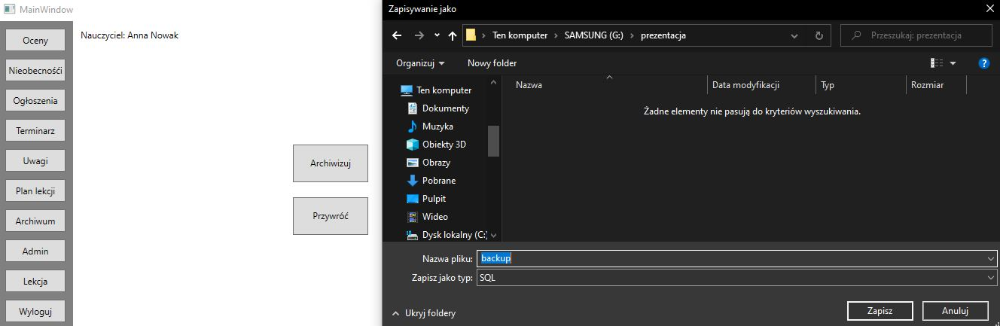 MainWindow
Nauczyciel: Anna Nowak
Oceny
Nieobecnośći
Ogłoszenia
Terminarz
Uwagi
Plan lekcji
Archiwum
Admin
Lekcja
Wyloguj
Archiwizuj
Przywróć
Zapisywanie jako
Ten komputer
SAMSUNG (G:)
prezentacja
Przeszukaj: prezentacja
Organizuj
Nowy folder
?
Ten komputer
Dokumenty
Muzyka
Obiekty 3D
Obrazy
Pobrane
Pulpit
Wideo
Dysk lokalny (C:)
Nazwa
Data modyfikacji
Typ
Rozmiar
Żadne elementy nie pasują do kryteriów wyszukiwania.
Nazwa pliku:
backup
Zapisz jako typ:
SQL
Ukryj foldery
Zapisz
Anuluj